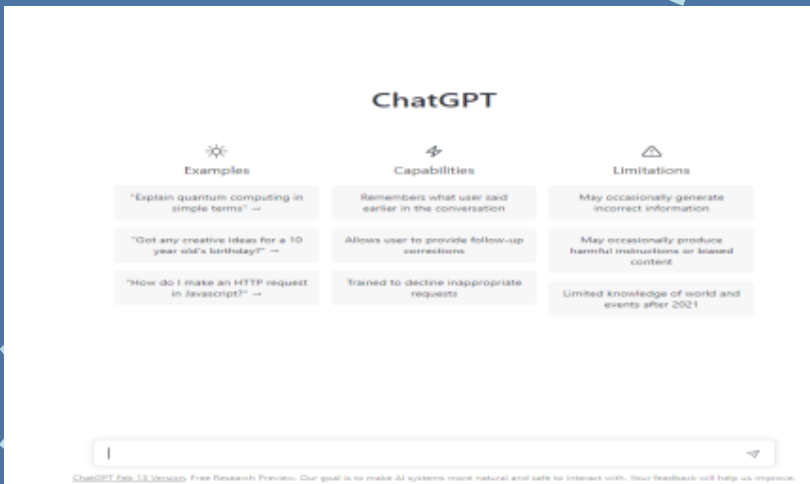 ChatGPT
Examples
"Explain quantum computing in
simple terms" →
"Got any creative ideas for a 10
year old's birthday?" →
"How do I make an HTTP request
in Javascript?" →
Capabilities
Remembers what user said
earlier in the conversation
Allows user to provide follow-up
corrections
Trained to decline inappropriate
requests
Limitations
May occasionally generate
incorrect information
May occasionally produce
harmful instructions or biased
content
Limited knowledge of world and
events after 2021
ChatGPT Feb 13 Version. Free Research Preview. Our goal is to make AI systems more natural and safe to interact with. Your feedback will help us improve.